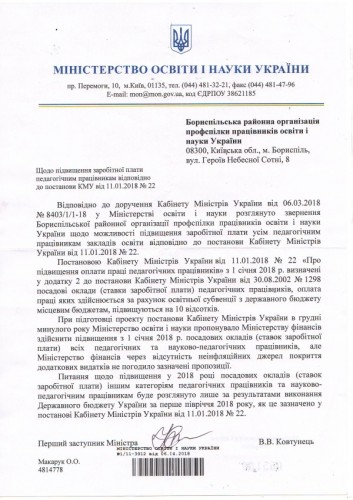 МІНІСТЕРСТВО ОСВІТИ І НАУКИ УКРАЇНИ
пр. Перемоги, 10, м.Київ, 01135, тел. (044) 481-32-21, факс (044) 481-47-96
E-mail: mon@mon.gov.ua, код ЄДРПОУ 38621185
Бориспільська районна організація
профспілки працівників освіти і
науки України
08300, Київська обл., м. Бориспіль,
вул. Героїв Небесної Сотні, 8
Щодо підвищення заробітної плати
педагогічним працівникам відповідно
до постанови КМУ від 11.01.2018 № 22
Відповідно до доручення Кабінету Міністрів України від 06.03.2018
№ 8403/1/1-18 у Міністерстві освіти і науки розглянуто звернення
Бориспільської районної організації профспілки працівників освіти і науки
України щодо можливості підвищення заробітної плати усім педагогічним
працівникам закладів освіти відповідно до постанови Кабінету Міністрів
України від 11.01.2018 № 22.
Постановою Кабінету Міністрів України від 11.01.2018 № 22 «Про
підвищення оплати праці педагогічних працівників» з 1 січня 2018 р. визначені
у додатку 2 до постанови Кабінету Міністрів України від 30.08.2002 № 1298
посадові оклади (ставки заробітної плати) педагогічних працівників, оплата
праці яких здійснюється за рахунок освітньої субвенції з державного бюджету
місцевим бюджетам, підвищуються на 10 відсотків.
При підготовці проекту постанови Кабінету Міністрів України в грудні
минулого року Міністерство освіти і науки пропонувало Міністерству фінансів
здійснити підвищення з 1 січня 2018 р. посадових окладів (ставок заробітної
плати) всіх педагогічних та науково-педагогічних працівників, але
Міністерство фінансів через відсутність неінфляційних джерел покриття
додаткових видатків не погодило зазначені пропозиції.
Питання щодо підвищення у 2018 році посадових окладів (ставок
заробітної плати) іншим категоріям педагогічних працівників та науково-
педагогічним працівникам буде розглянуто лише за результатами виконання
Державного бюджету України за перше півріччя 2018 року, як це зазначено у
постанові Кабінету Міністрів України від 11.01.2018 № 22.
Перший заступник Міністра
В.В. Ковтунець
МІНІСТЕРСТВО ОСВІТИ І НАУКИ УКРАЇНИ
Макарук О.О.
4814778